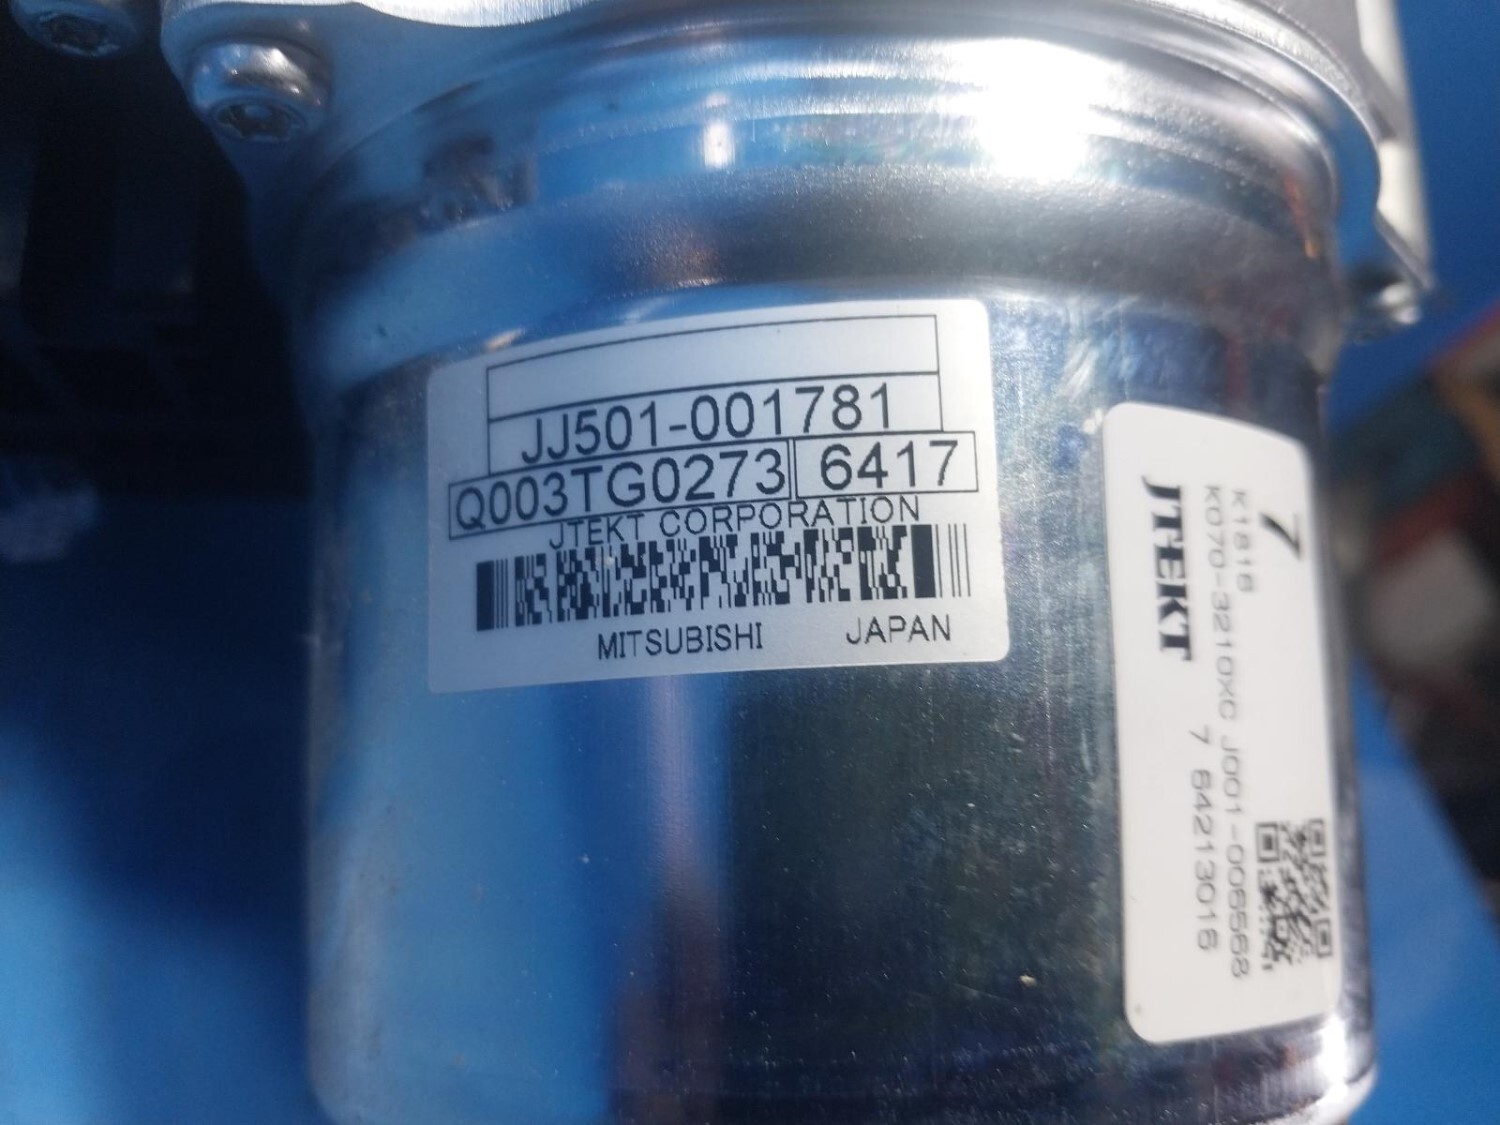 JJ501-001781
Q003TG0273 6417
JTEKT CORPORATION
MITSUBISHI JAPAN
7
K1816
K070-3210XC J001-006568
JTEKT 7 64213016